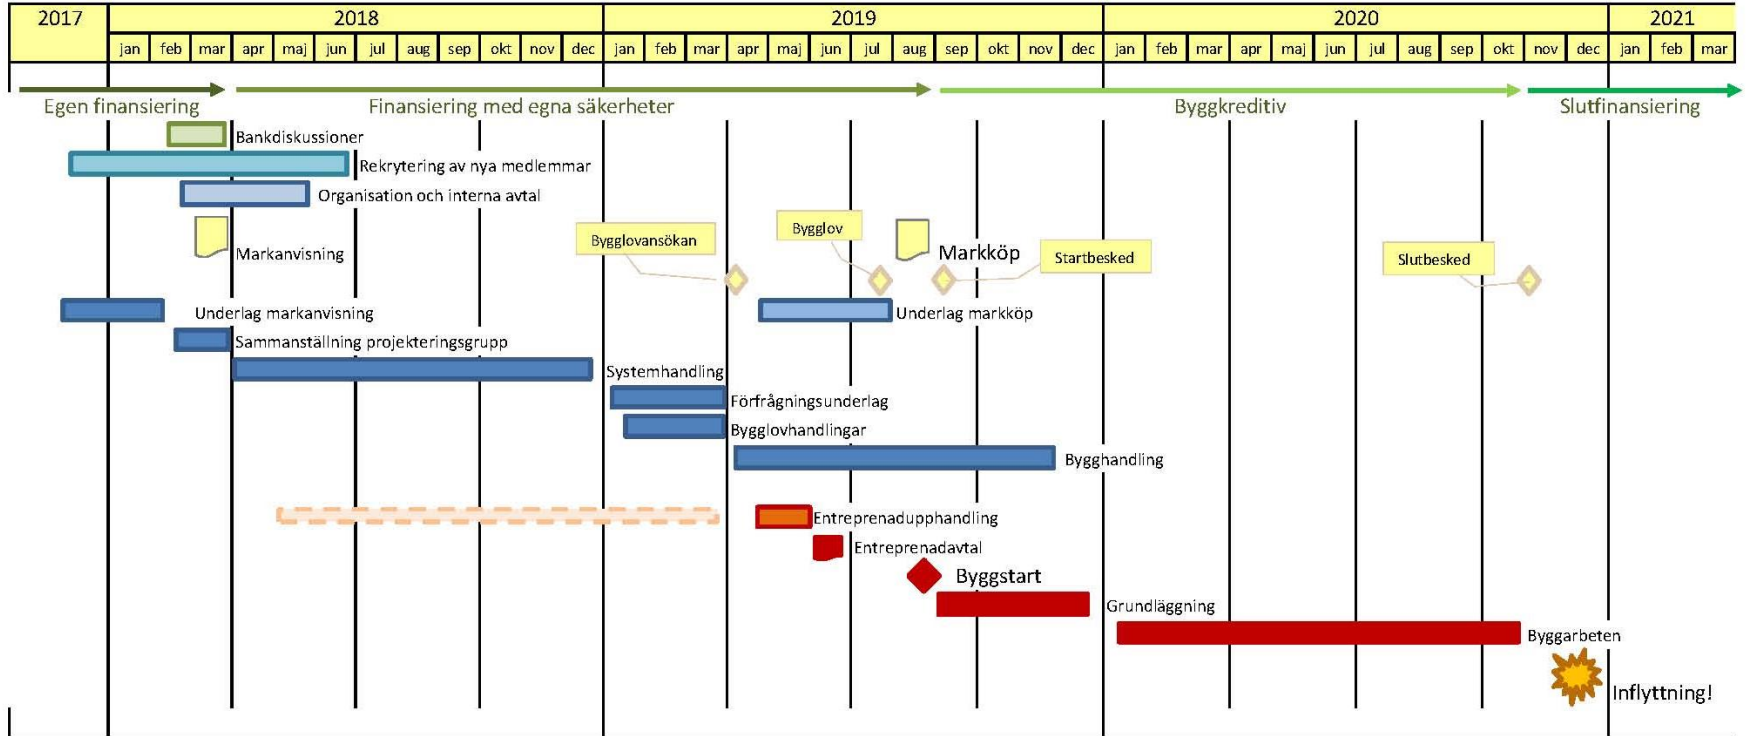 2017 2018 2019 2020 2021
jan feb mar apr maj jun jul aug sep okt nov dec jan feb mar apr maj jun jul aug sep okt nov dec jan feb mar apr maj jun jul aug sep okt nov dec jan feb mar
Egen finansiering Finansiering med egna säkerheter Byggkreditiv Slutfinansiering
Bankdiskussioner
Rekrytering av nya medlemmar
Organisation och interna avtal
Markanvisning
Bygglovansökan
Bygglov
Markköp
Startbesked
Slutbesked
Underlag markanvisning
Underlag markköp
Sammanställning projekteringsgrupp
Systemhandling
Förfrågningsunderlag
Bygglovhandlingar
Bygghandling
Entreprenadupphandling
Entreprenadavtal
Byggstart
Grundläggning
Byggarbeten
Inflyttning!